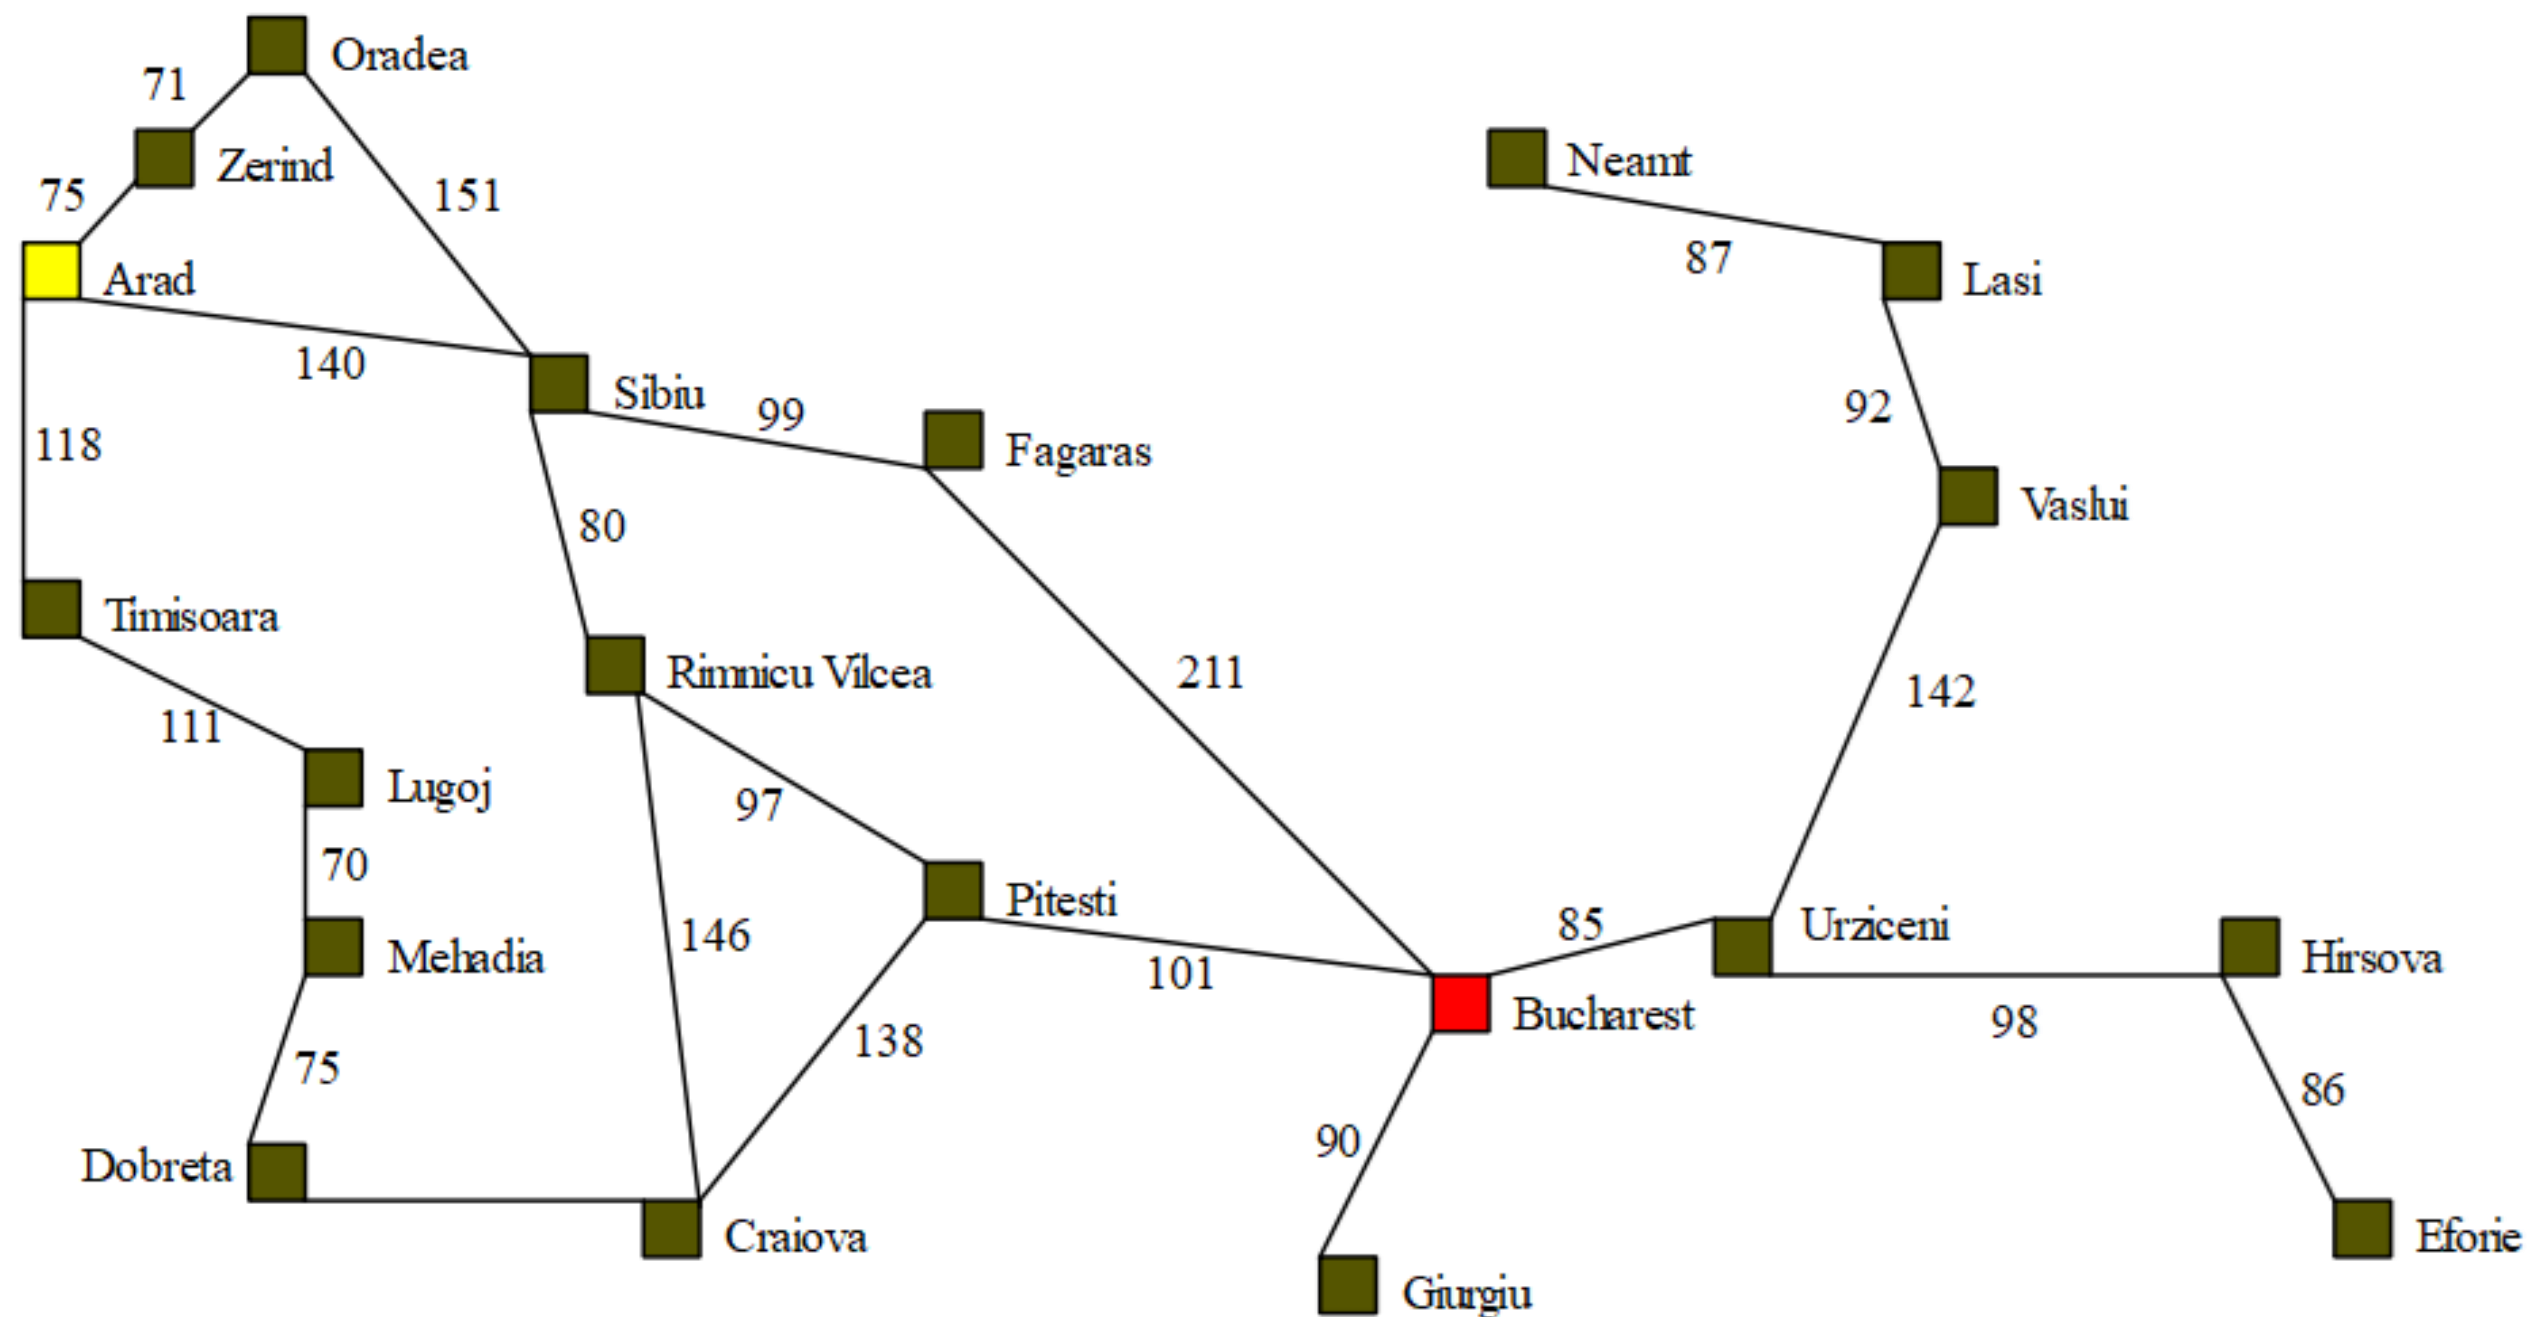 Oradea
71
Zerind
Neamt
75
151
87
Arad
Lasi
140
Sibiu
99
92
118
Fagaras
80
Vaslui
Timisoara
Rimnicu Vilcea
211
142
111
Lugoj
97
70
Pitesti
85
Urziceni
146
Mehadia
Hirsova
101
Bucharest
98
138
75
86
90
Dobreta
Craiova
Eforie
Giurgiu